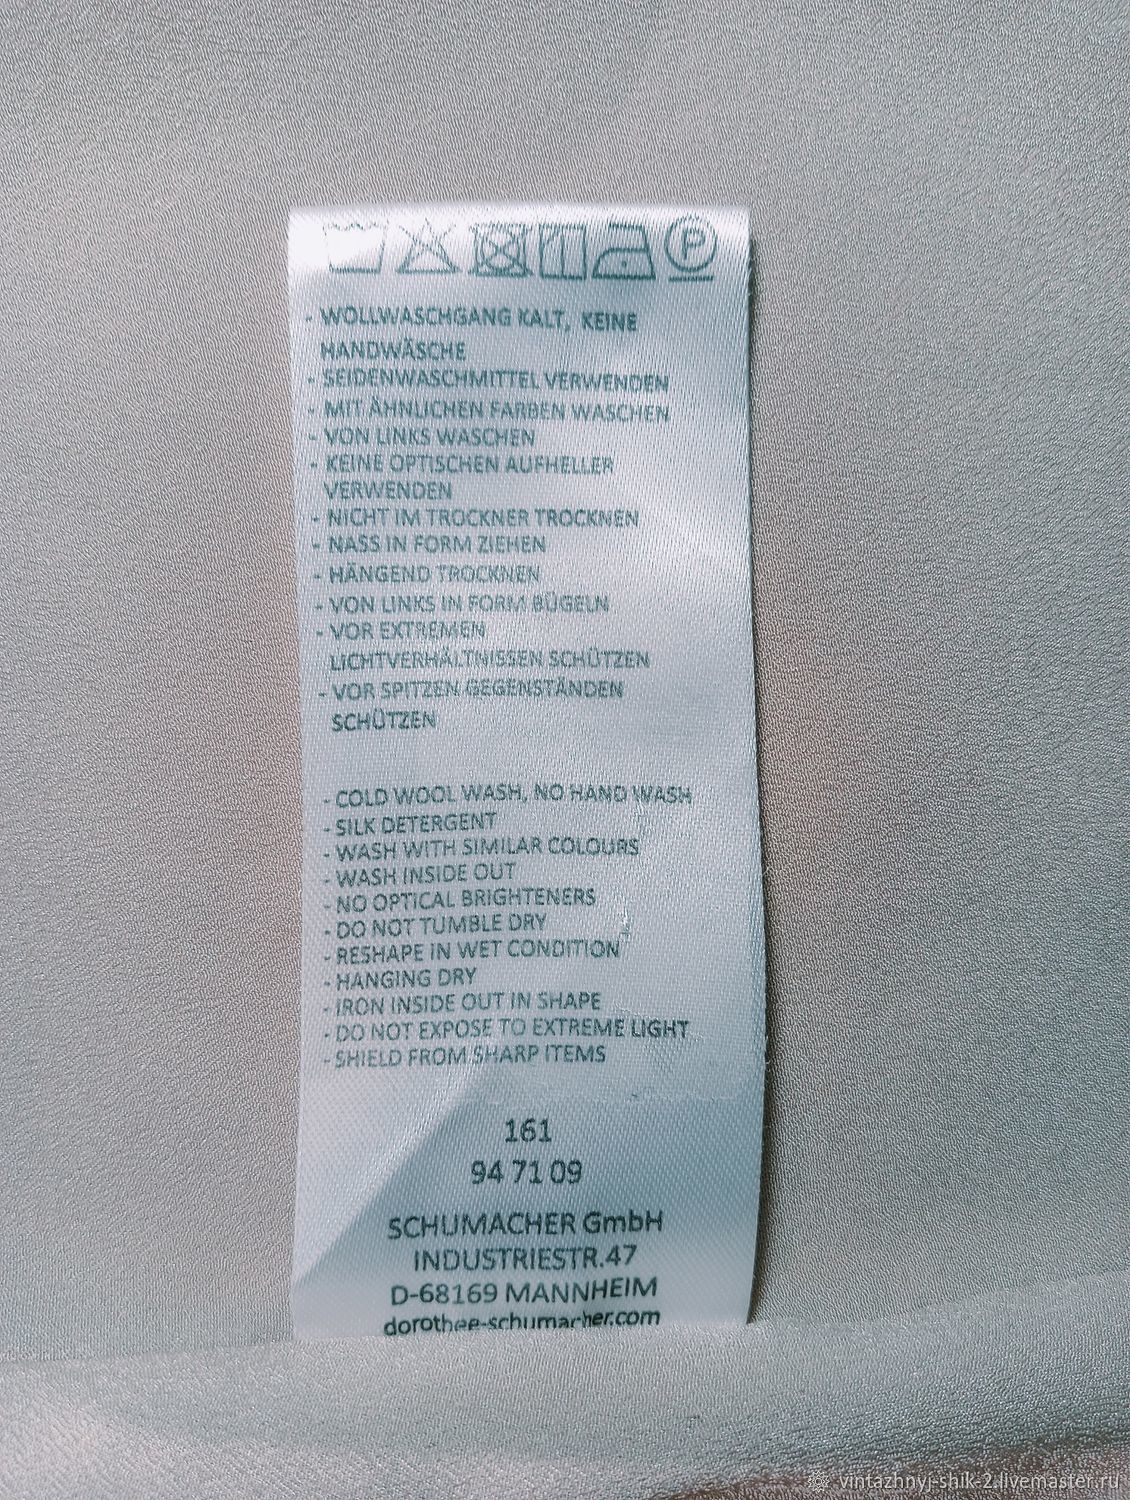 P
- WOLLWASCHGANG KALT, KEINE
HANDWÄSCHE
- SEIDENWASCHMITTEL VERWENDEN
- MIT ÄHNLICHEN FARBEN WASCHEN
- VON LINKS WASCHEN
- KEINE OPTISCHEN AUFHELLER
VERWENDEN
- NICHT IM TROCKNER TROCKNEN
- NASS IN FORM ZIEHEN
- HÄNGEND TROCKNEN
- VON LINKS IN FORM BÜGELN
- VOR EXTREMEN
LICHTVERHÄLTNISSEN SCHÜTZEN
- VOR SPITZEN GEGENSTÄNDEN
SCHÜTZEN
- COLD WOOL WASH, NO HAND WASH
- SILK DETERGENT
- WASH WITH SIMILAR COLOURS
- WASH INSIDE OUT
- NO OPTICAL BRIGHTENERS
- DO NOT TUMBLE DRY
- RESHAPE IN WET CONDITION
- HANGING DRY
- IRON INSIDE OUT IN SHAPE
- DO NOT EXPOSE TO EXTREME LIGHT
- SHIELD FROM SHARP ITEMS
161
94 71 09
SCHUMACHER GmbH
INDUSTRIESTR.47
D-68169 MANNHEIM
dorothee-schumacher.com
vintazhnyj-shik-2.livemaster.ru